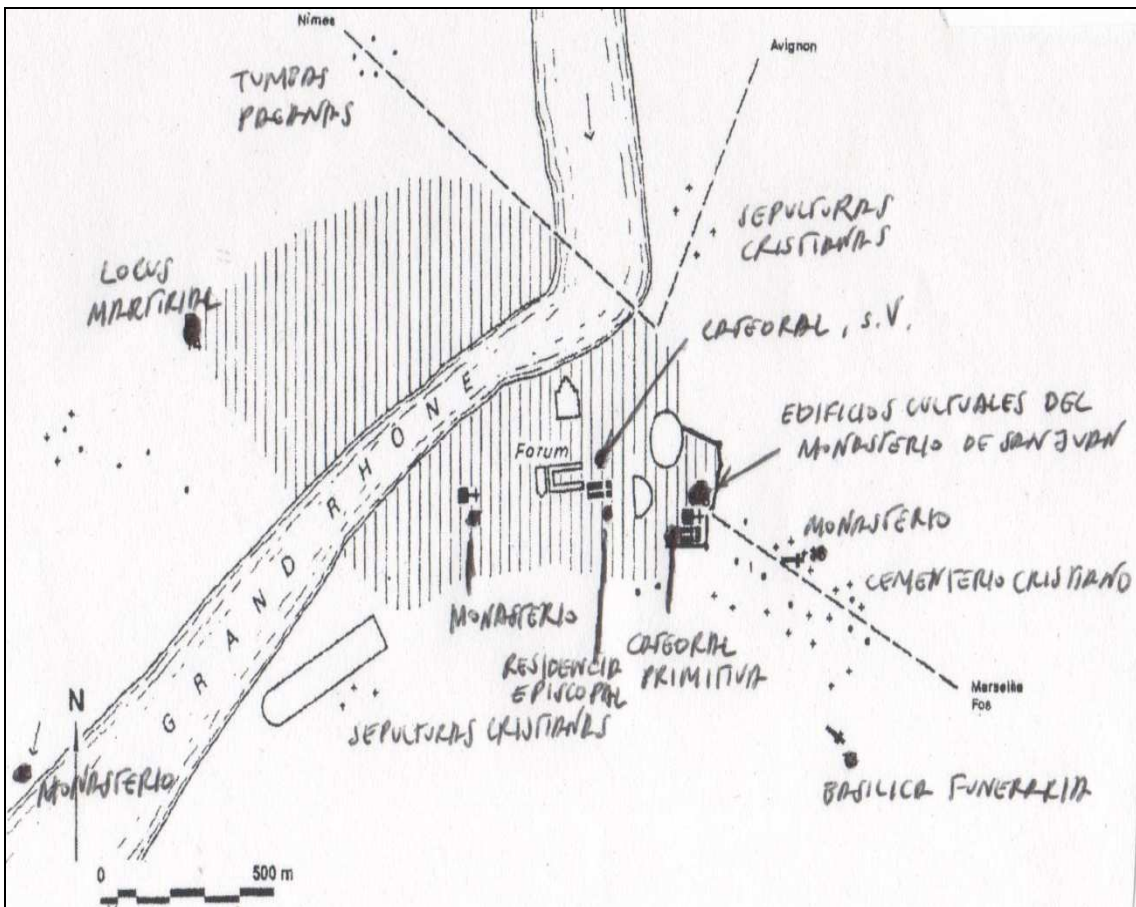 Nimes
Avignon
TUMBAS
PAGANAS
SEPULTURAS
CRISTIANAS
LOCUS
MARTIRIAL
CATEDRAL, S.V.
EDIFICIOS CULTUALES DEL
MONASTERIO DE SAN JUAN
Forum
GRAND RHÔNE
MONASTERIO
CEMENTERIO CRISTIANO
MONASTERIO
RESIDENCIA
EPISCOPAL
CATEDRAL
PRIMITIVA
SEPULTURAS CRISTIANAS
Marseille
Fos
N
MONASTERIO
BASILICA FUNERARIA
0 500 m